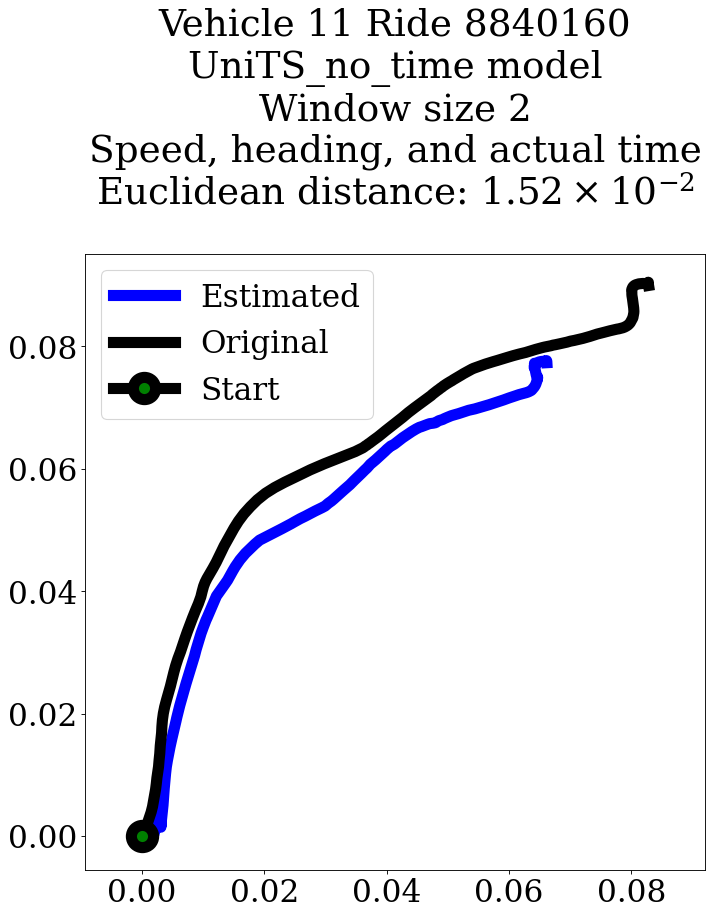 Vehicle 11 Ride 8840160
UniTS_no_time model
Window size 2
Speed, heading, and actual time
Euclidean distance: 1.52 × 10⁻²
Estimated
Original
Start
0.08
0.06
0.04
0.02
0.00
0.00 0.02 0.04 0.06 0.08